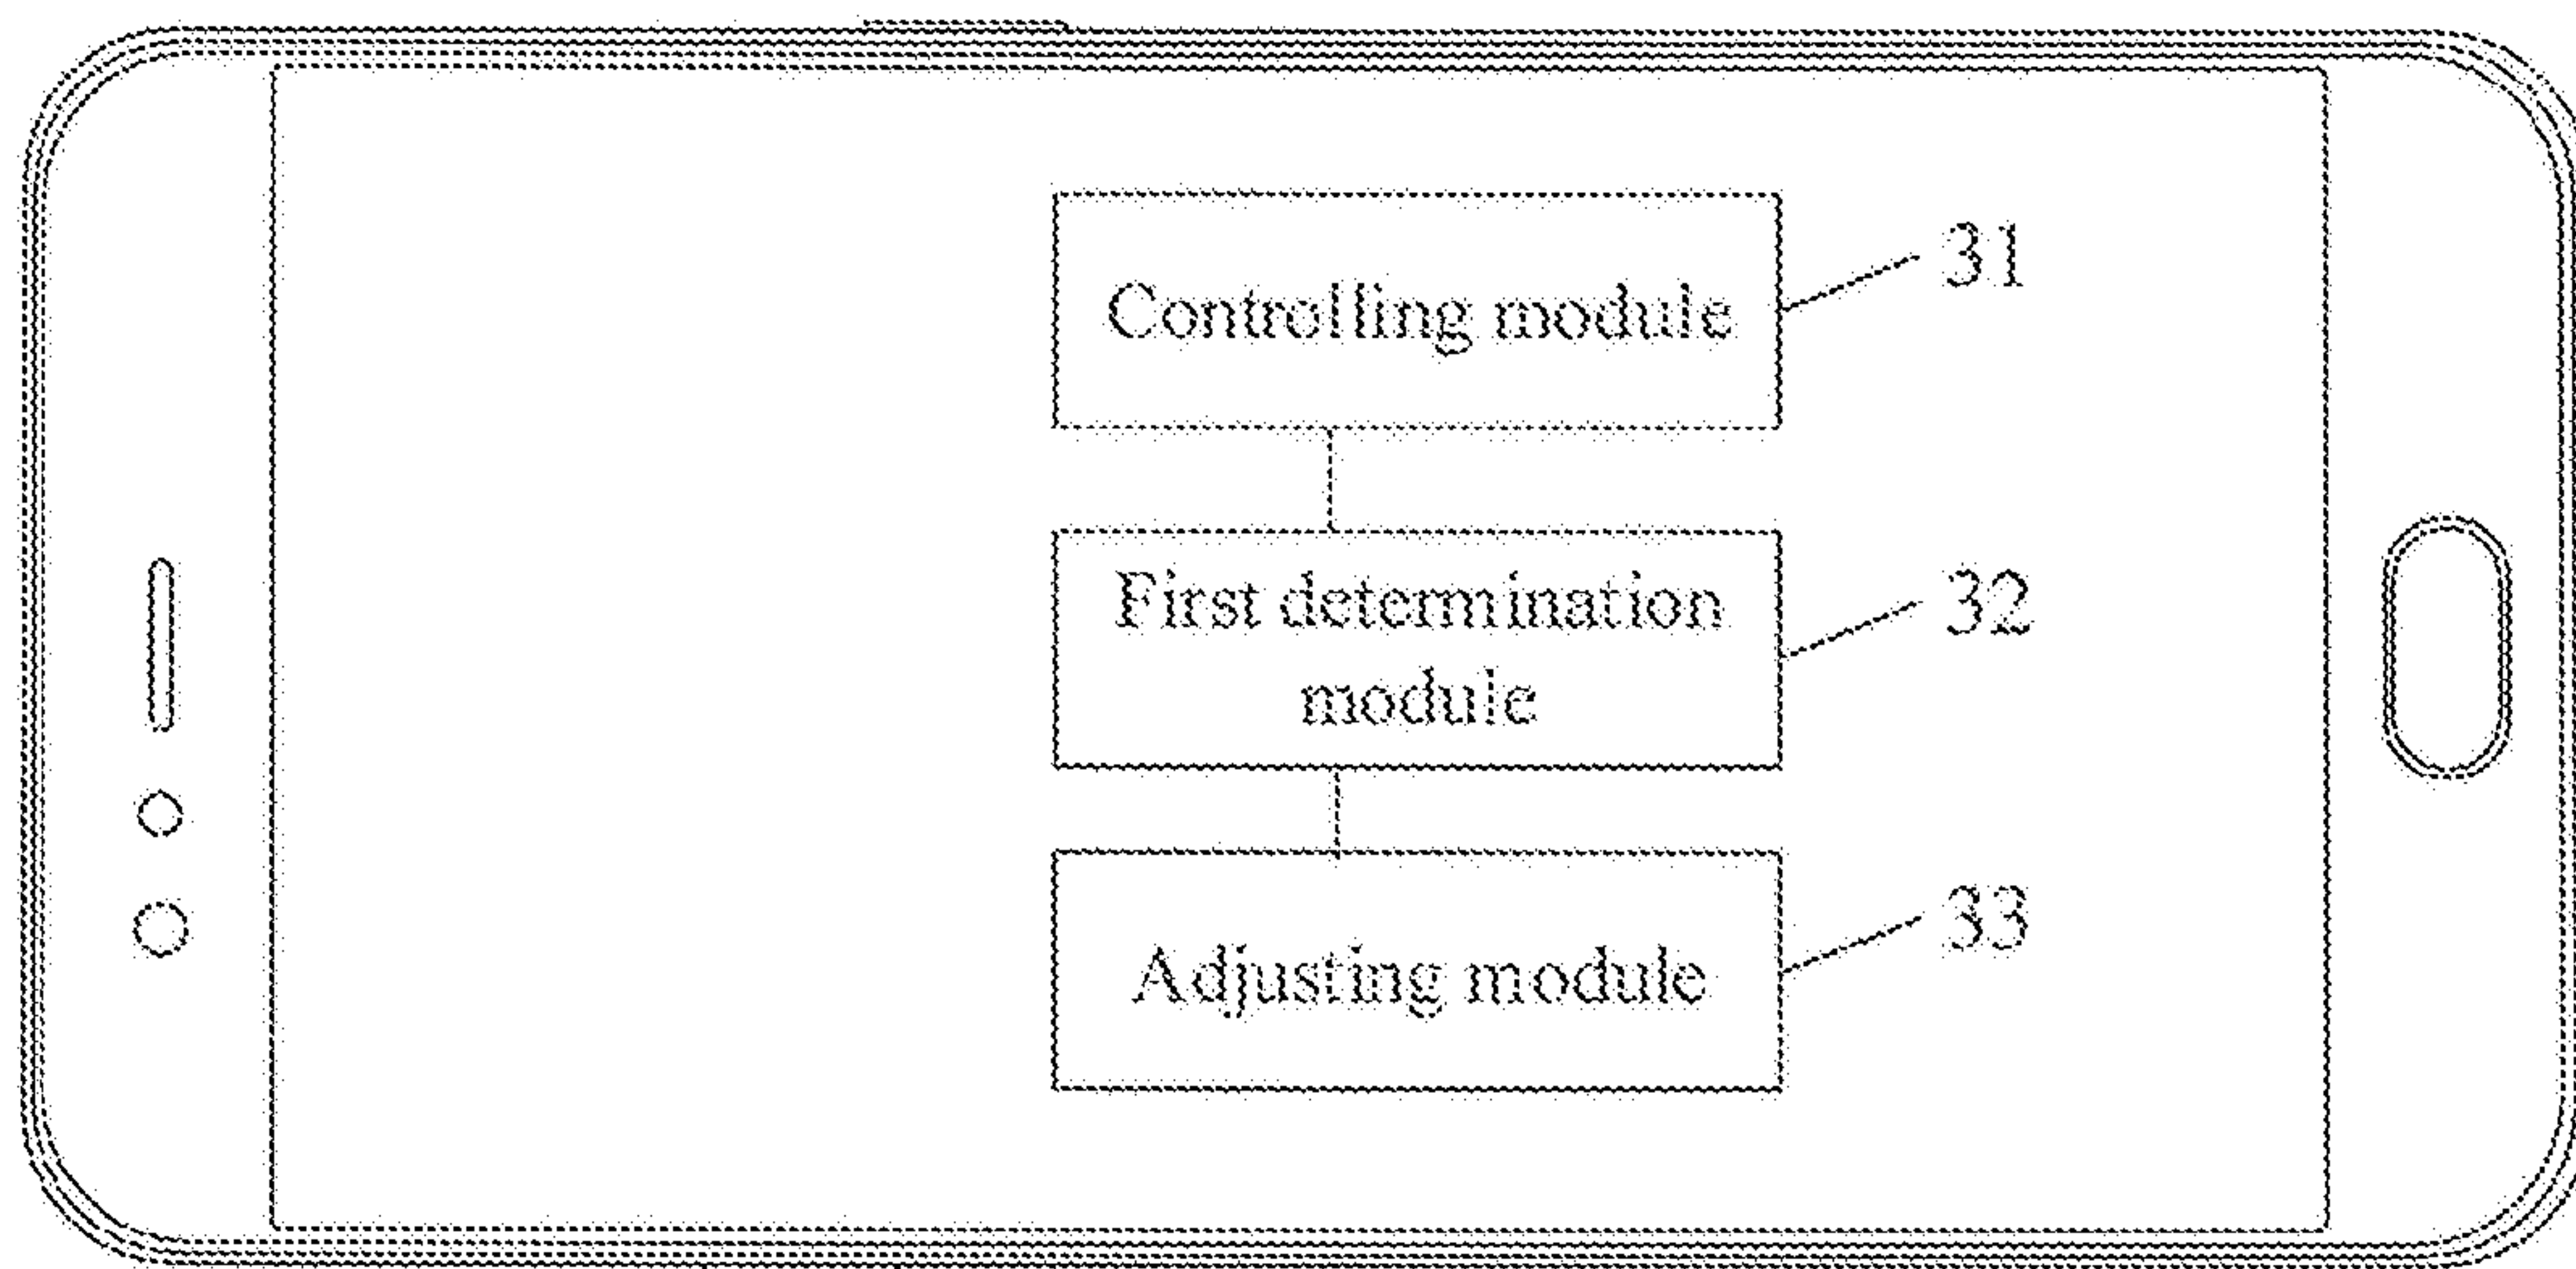 Controlling module
31
First determination
module
32
Adjusting module
33